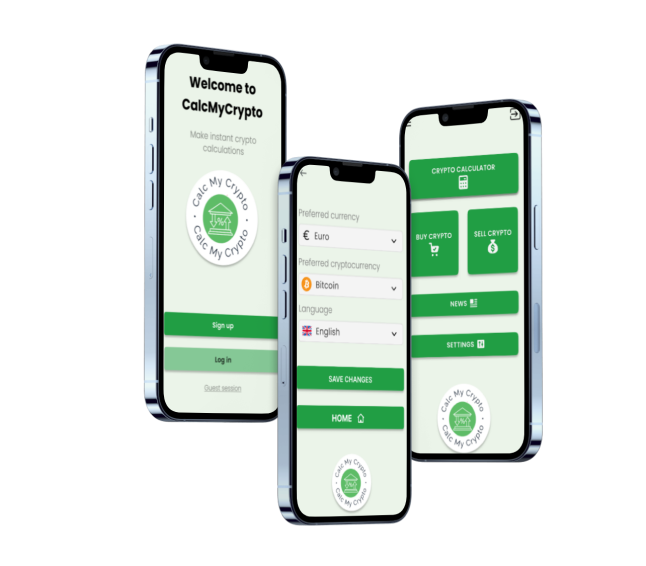 Welcome to
CalcMyCrypto
Make instant crypto
calculations
Calc My Crypto
Calc My Crypto
Sign up
Log in
Guest session
Preferred currency
€ Euro
Preferred cryptocurrency
Bitcoin
Language
English
SAVE CHANGES
HOME
Calc My Crypto
Calc My Crypto
CRYPTO CALCULATOR
BUY CRYPTO
SELL CRYPTO
NEWS
SETTINGS
Calc My Crypto
Calc My Crypto